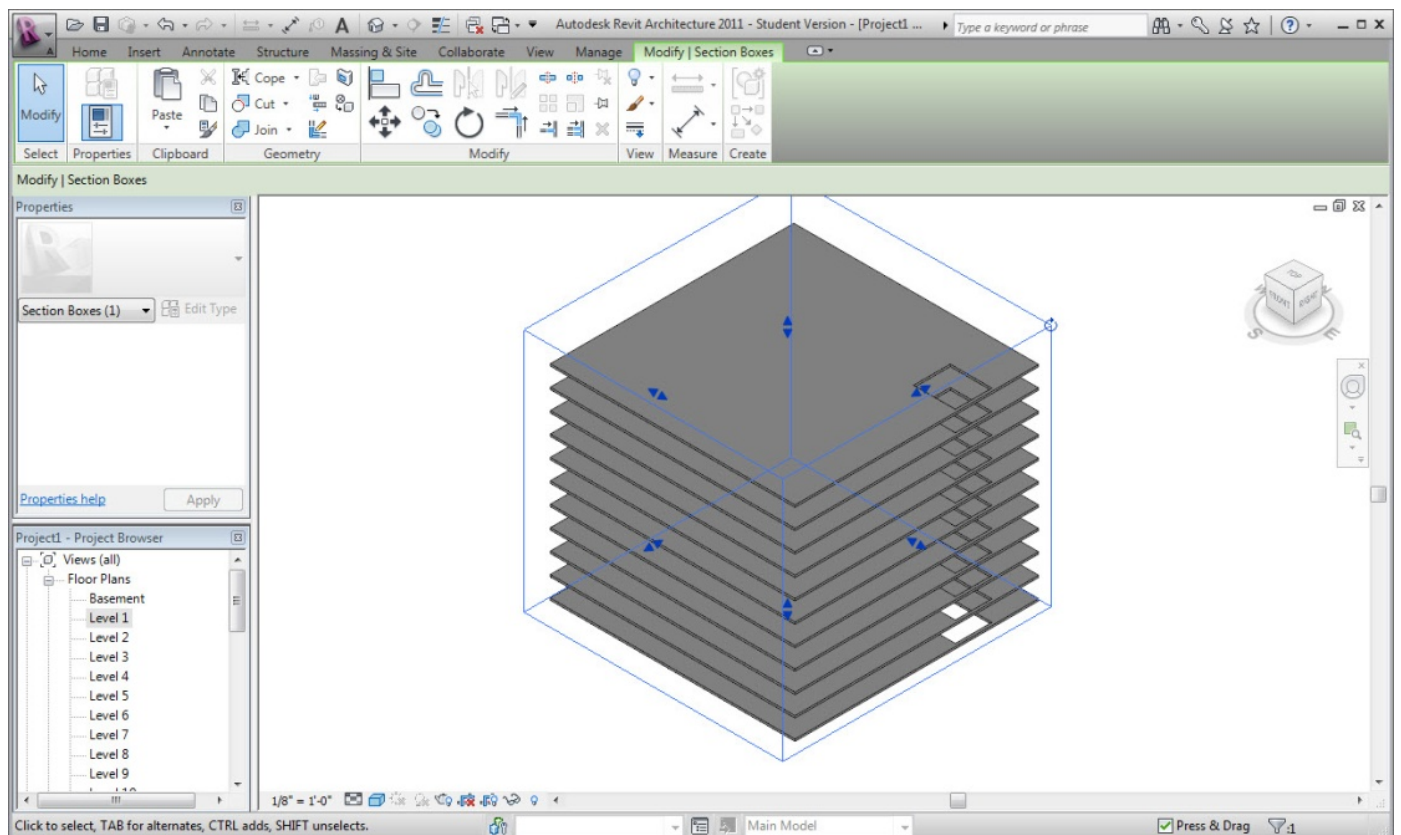 Autodesk Revit Architecture 2011 - Student Version - [Project1 ... Type a keyword or phrase
Home Insert Annotate Structure Massing & Site Collaborate View Manage Modify | Section Boxes
Modify Paste Cope Cut Join
Select Properties Clipboard Geometry Modify View Measure Create
Modify | Section Boxes
Properties
Section Boxes (1) Edit Type
Properties help Apply
Project1 - Project Browser
Views (all)
Floor Plans
Basement
Level 1
Level 2
Level 3
Level 4
Level 5
Level 6
Level 7
Level 8
Level 9
TOP
FRONT RIGHT
S E
1/8" = 1'-0"
Click to select, TAB for alternates, CTRL adds, SHIFT unselects. Main Model Press & Drag :1